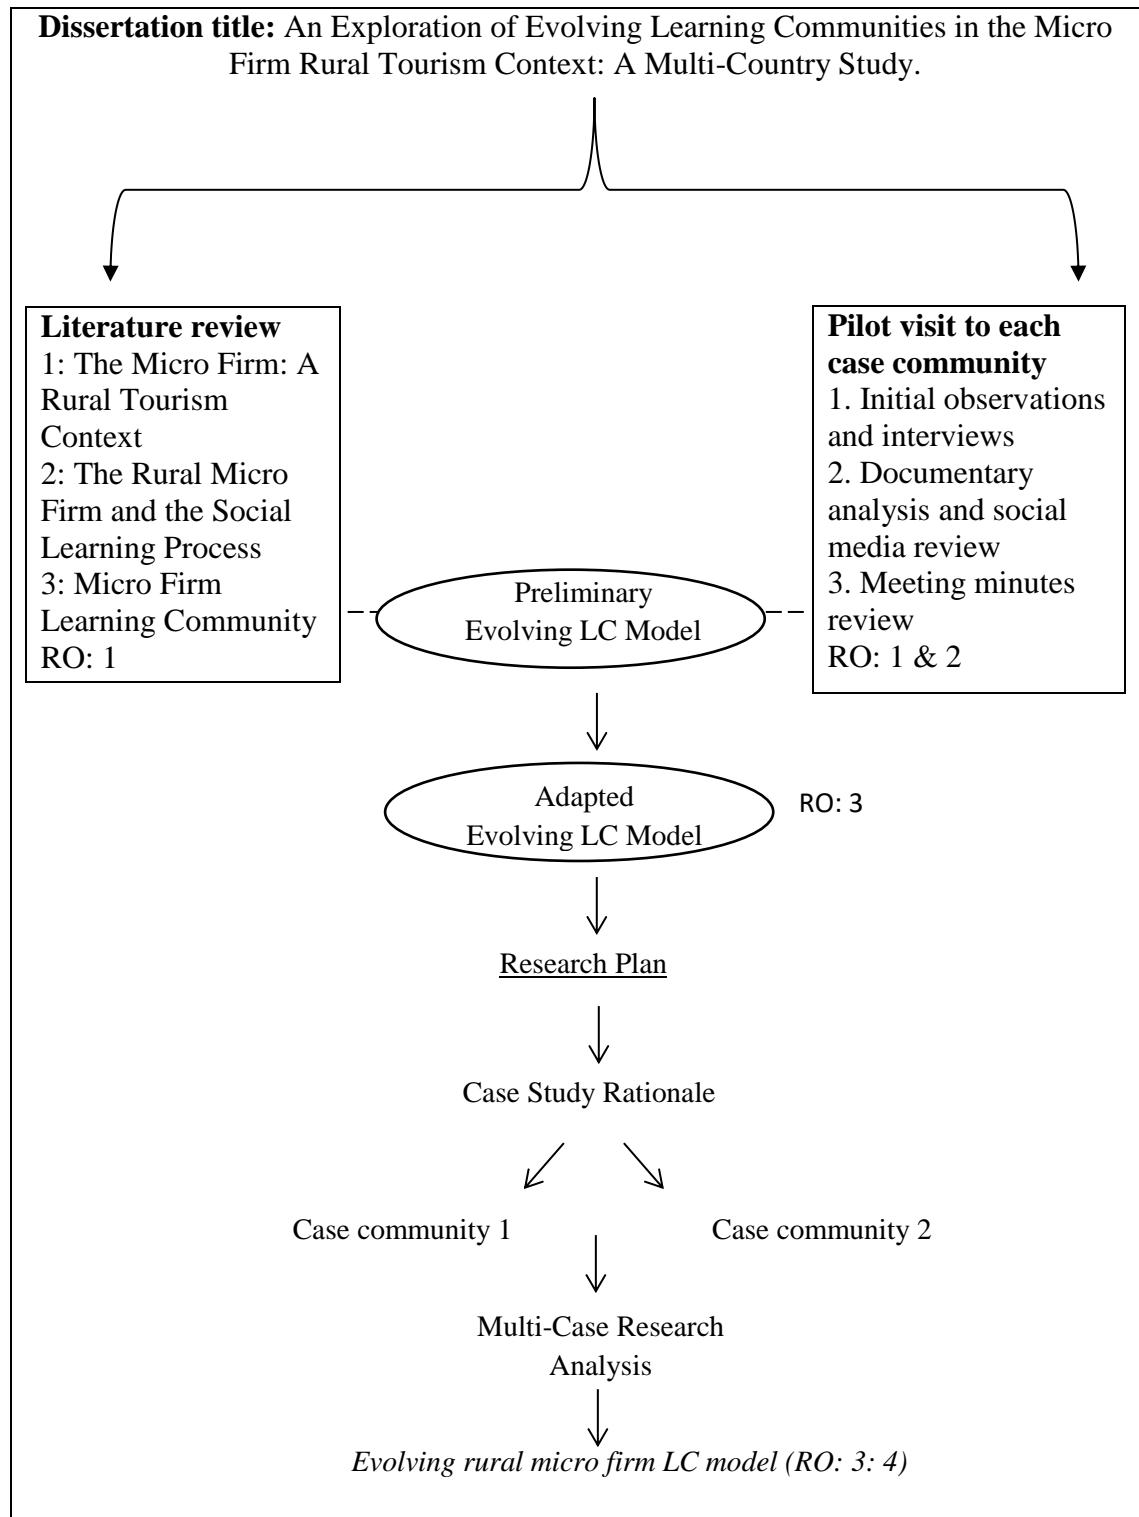 Dissertation title: An Exploration of Evolving Learning Communities in the Micro
Firm Rural Tourism Context: A Multi-Country Study.
Literature review
1: The Micro Firm: A
Rural Tourism
Context
2: The Rural Micro
Firm and the Social
Learning Process
3: Micro Firm
Learning Community
RO: 1
Pilot visit to each
case community
1. Initial observations
and interviews
2. Documentary
analysis and social
media review
3. Meeting minutes
review
RO: 1 & 2
Preliminary
Evolving LC Model
Adapted
Evolving LC Model
RO: 3
Research Plan
Case Study Rationale
Case community 1
Case community 2
Multi-Case Research
Analysis
Evolving rural micro firm LC model (RO: 3: 4)